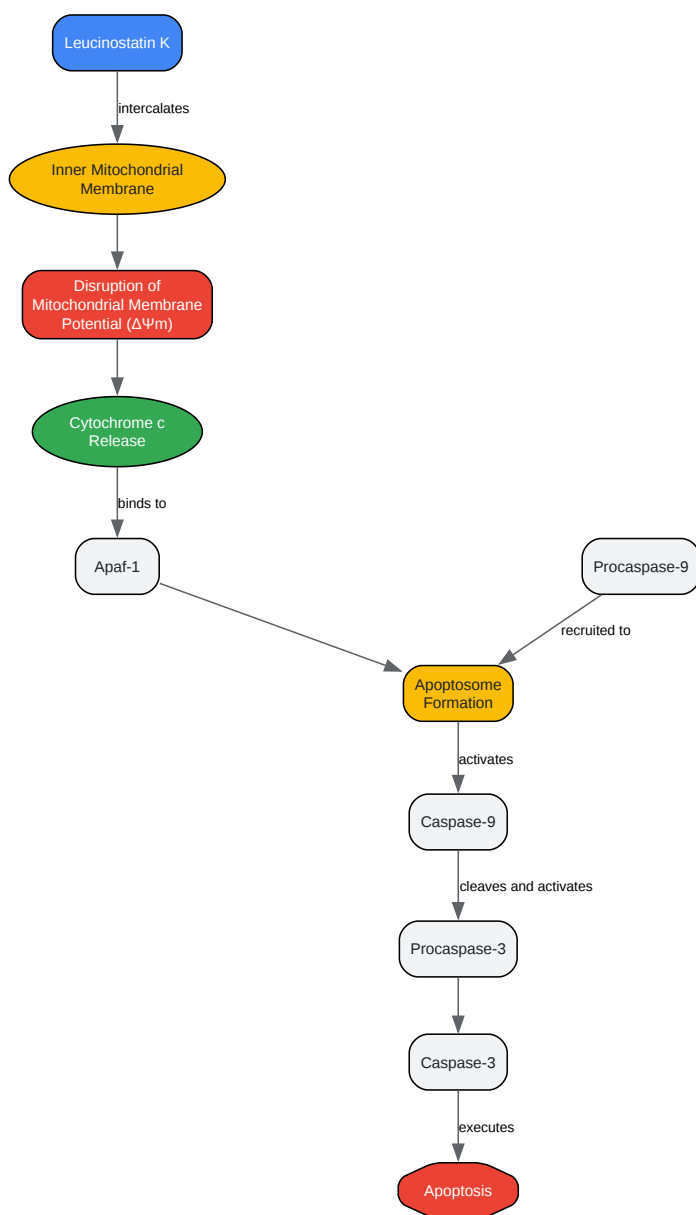 Leucinostatin K
intercalates
Inner Mitochondrial
Membrane
Disruption of
Mitochondrial Membrane
Potential (ΔΨm)
Cytochrome c
Release
binds to
Apaf-1
Procaspase-9
recruited to
Apoptosome
Formation
activates
Caspase-9
cleaves and activates
Procaspase-3
Caspase-3
executes
Apoptosis